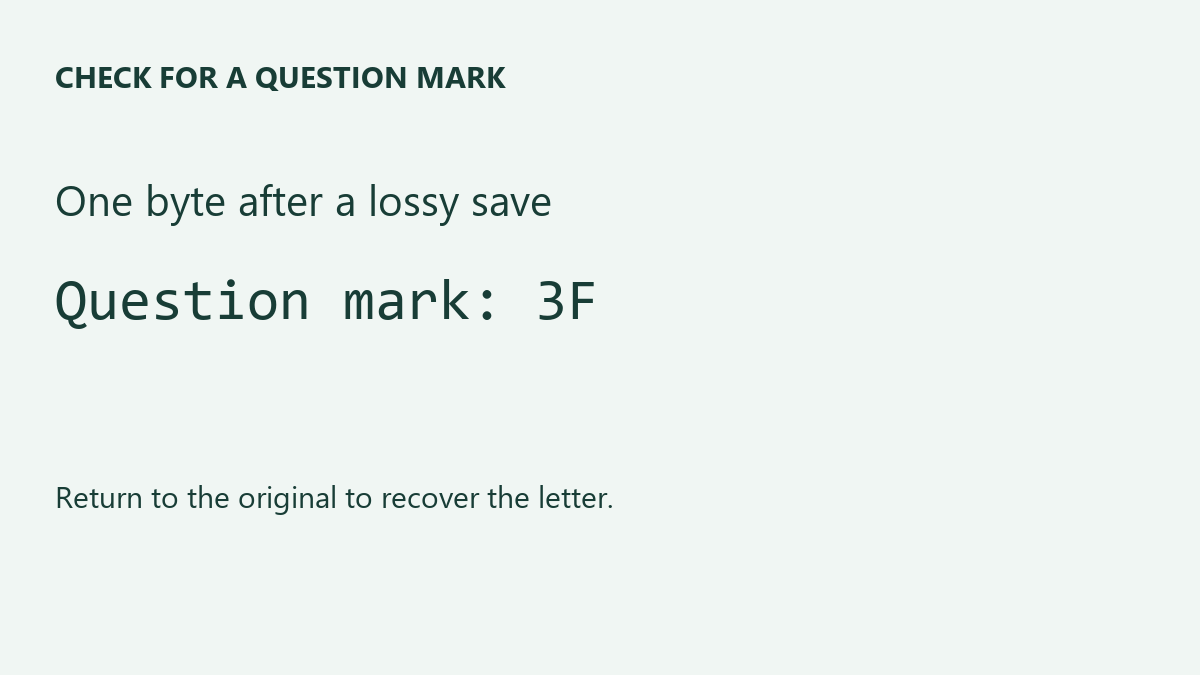 CHECK FOR A QUESTION MARK
One byte after a lossy save
Question mark: 3F
Return to the original to recover the letter.